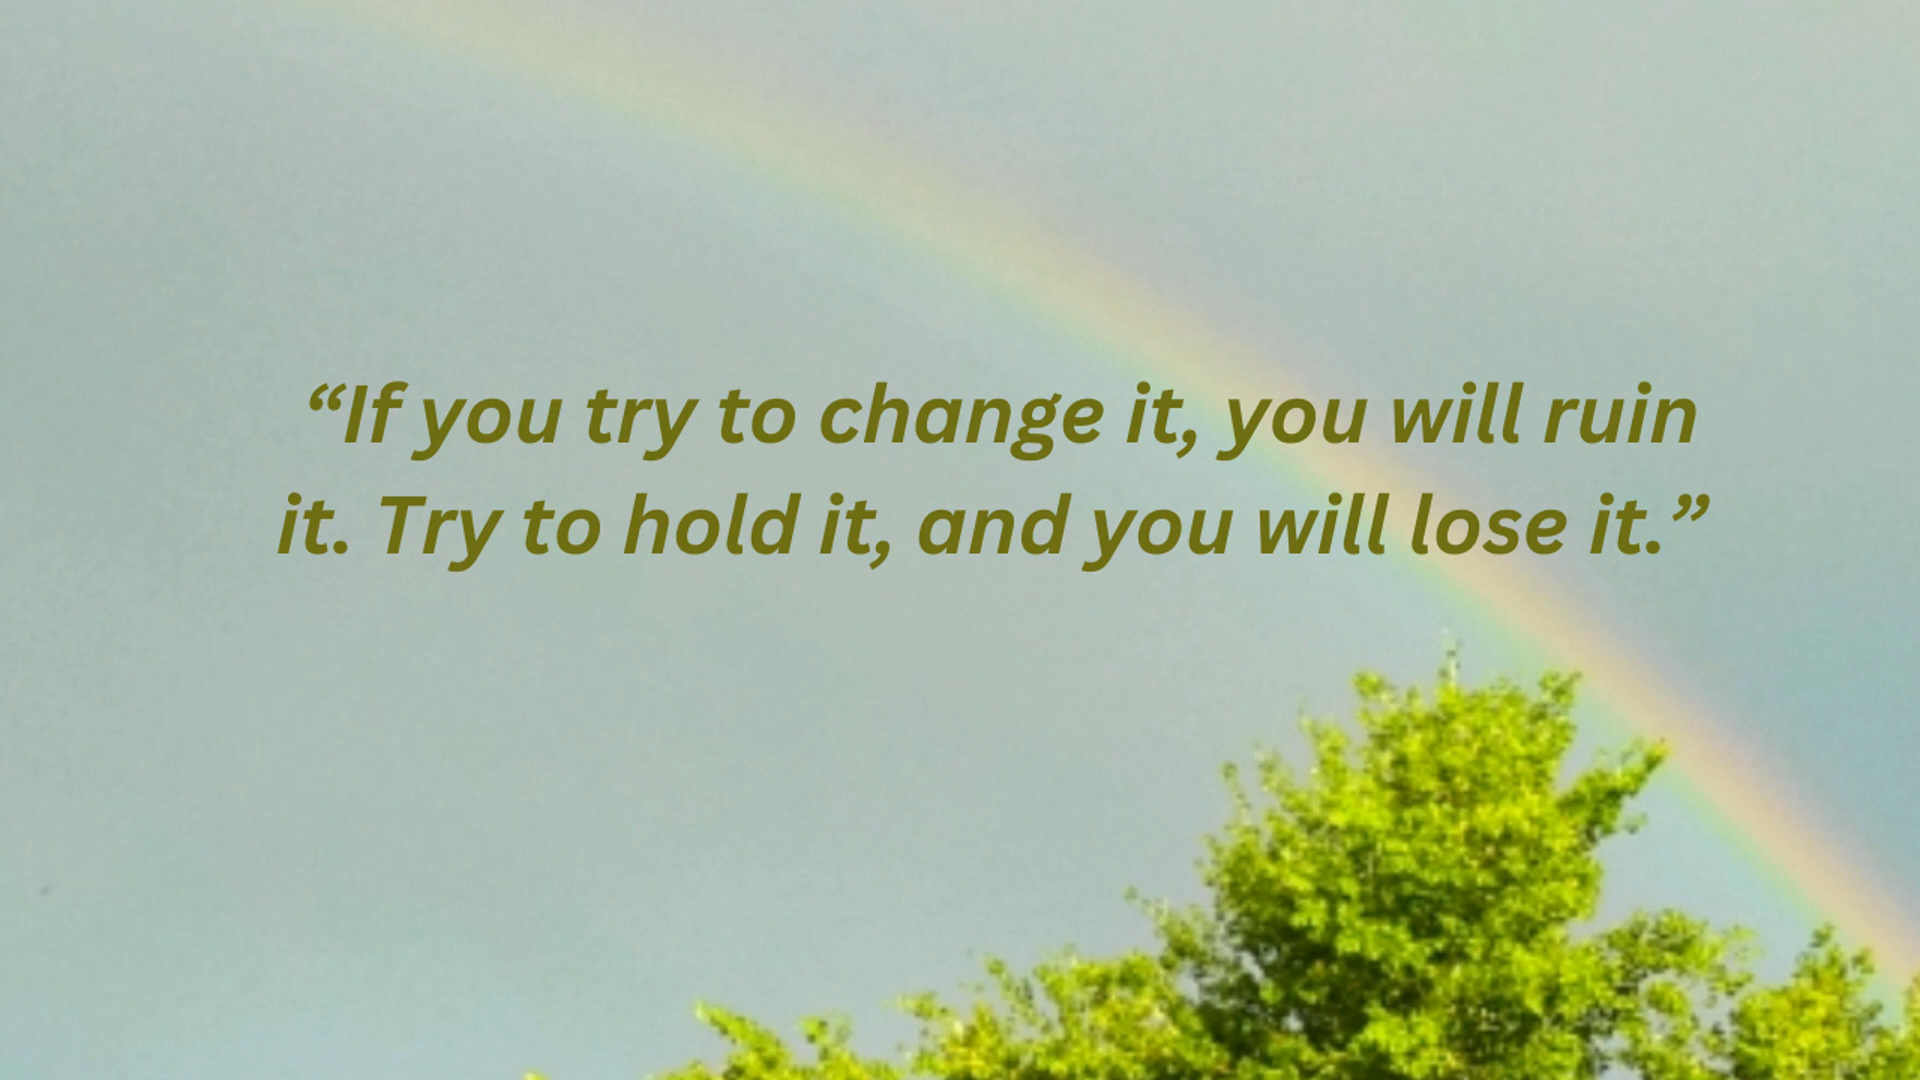 “If you try to change it, you will ruin
it. Try to hold it, and you will lose it.”